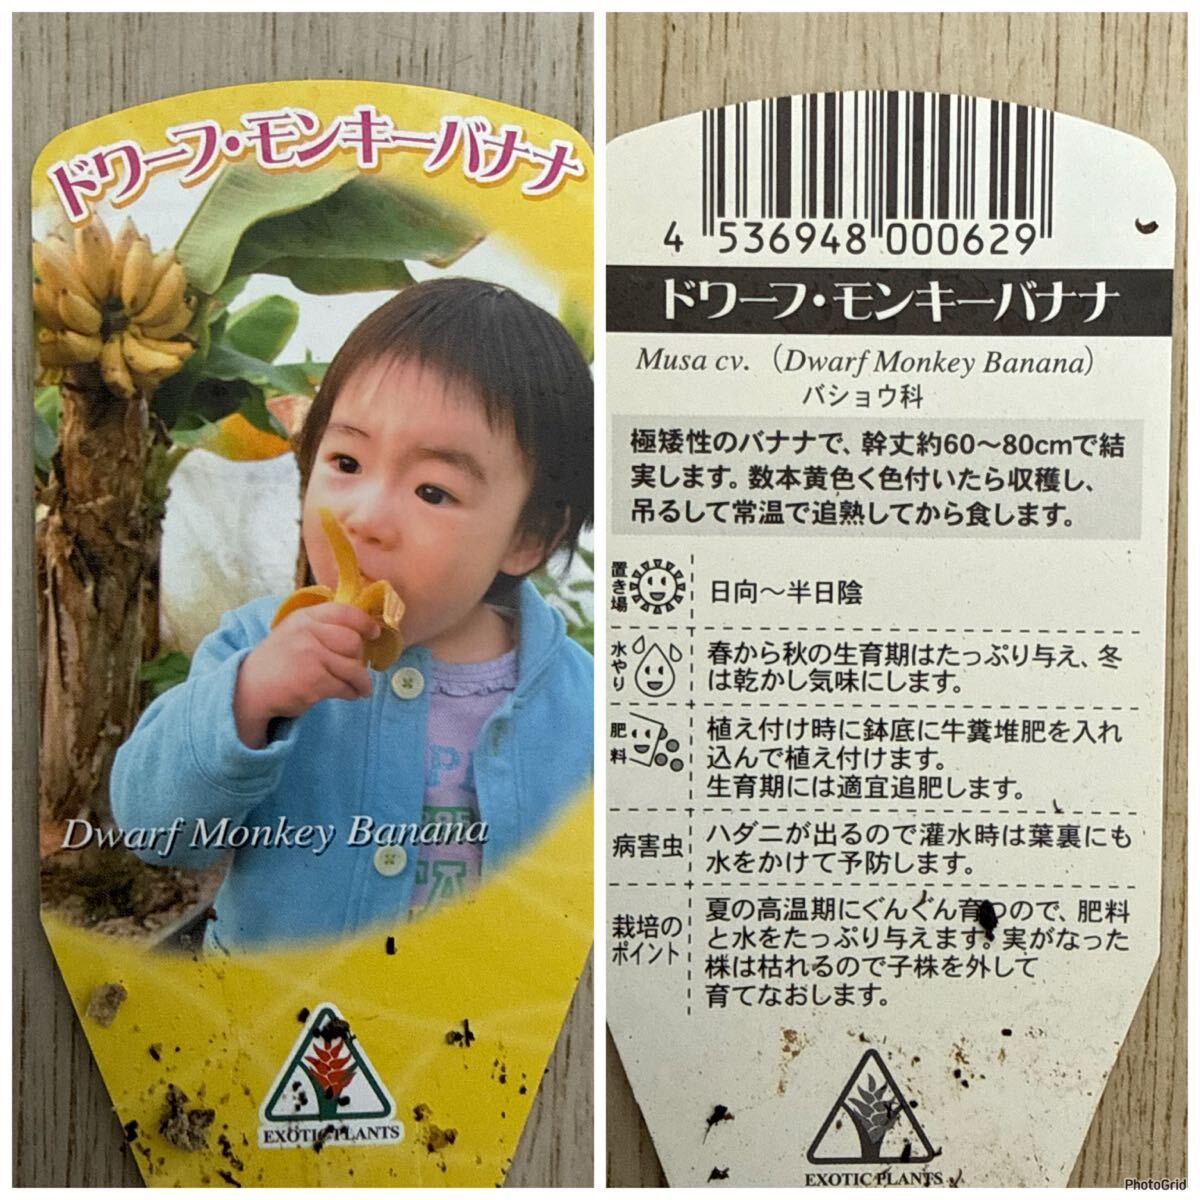 ドワーフ・モンキーバナナ
Dwarf Monkey Banana
EXOTIC PLANTS
4 536948 000629
ドワーフ・モンキーバナナ
Musa cv. (Dwarf Monkey Banana)
バショウ科
極矮性のバナナで、幹丈約60～80cmで結
実します。数本黄色く色付いたら収穫し、
吊るして常温で追熟してから食します。
置き場
日向～半日陰
水やり
春から秋の生育期はたっぷり与え、冬
は乾かし気味にします。
肥料
植え付け時に鉢底に牛糞堆肥を入れ
込んで植え付けます。
生育期には適宜追肥します。
病害虫
ハダニが出るので灌水時は葉裏にも
水をかけて予防します。
栽培の
ポイント
夏の高温期にぐんぐん育つので、肥料
と水をたっぷり与えます。実がなった
株は枯れるので子株を外して
育てなおします。
EXOTIC PLANTS
PhotoGrid